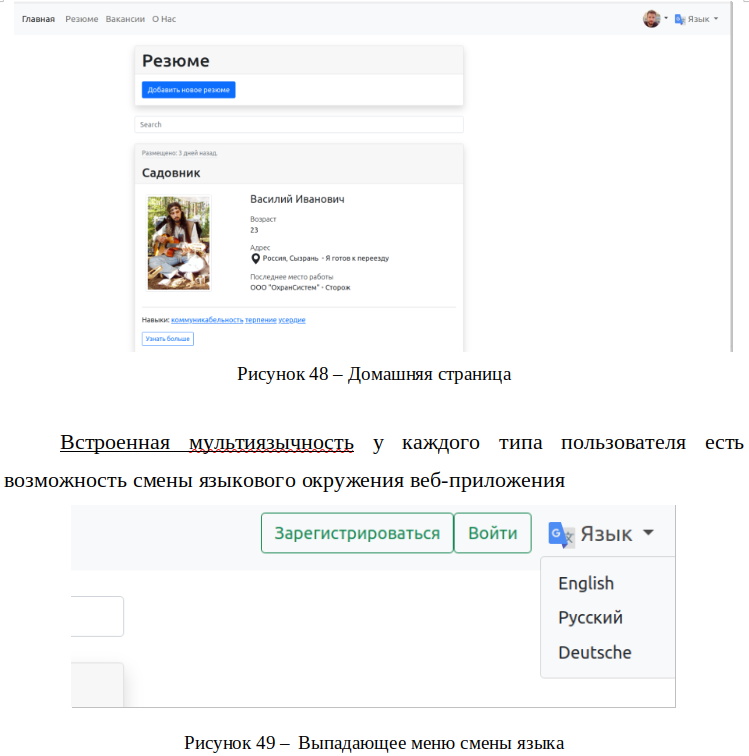 Главная Резюме Вакансии О Нас Язык
Резюме
Добавить новое резюме
Search
Размещено: 3 дней назад.
Садовник
Василий Иванович
Возраст
23
Адрес
Россия, Сызрань · Я готов к переезду
Последнее место работы
ООО "ОхранСистем" · Сторож
Навыки: коммуникабельность терпение усердие
Узнать больше
Рисунок 48 – Домашняя страница
Встроенная мультиязычность у каждого типа пользователя есть
возможность смены языкового окружения веб-приложения
Зарегистрироваться Войти Язык
English
Русский
Deutsche
Рисунок 49 – Выпадающее меню смены языка